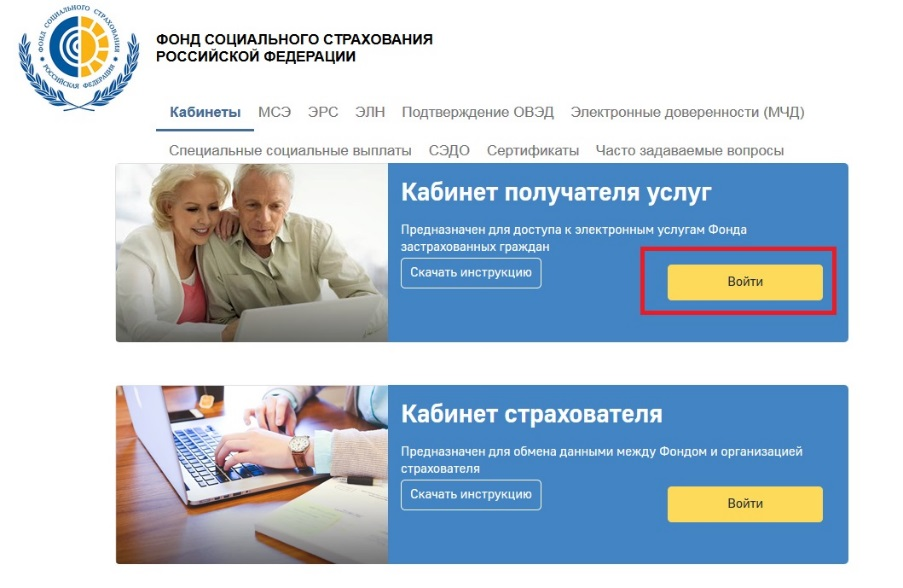 ФОНД СОЦИАЛЬНОГО СТРАХОВАНИЯ
РОССИЙСКАЯ ФЕДЕРАЦИЯ
ФОНД СОЦИАЛЬНОГО СТРАХОВАНИЯ
РОССИЙСКОЙ ФЕДЕРАЦИИ
Кабинеты МСЭ ЭРС ЭЛН Подтверждение ОВЭД Электронные доверенности (МЧД)
Специальные социальные выплаты СЭДО Сертификаты Часто задаваемые вопросы
Кабинет получателя услуг
Предназначен для доступа к электронным услугам Фонда
застрахованных граждан
Скачать инструкцию
Войти
Кабинет страхователя
Предназначен для обмена данными между Фондом и организацией
страхователя
Скачать инструкцию
Войти